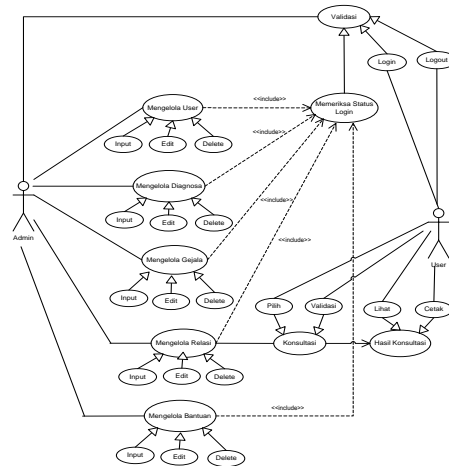 Validasi
Login
Logout
Mengelola User
<<include>>
Memeriksa Status
Login
Input
Edit
Delete
<<include>>
Mengelola Diagnosa
Input
Edit
Delete
<<include>>
Admin
User
Mengelola Gejala
<<include>>
Input
Edit
Delete
Pilih
Validasi
Lihat
Cetak
Mengelola Relasi
Konsultasi
Hasil Konsultasi
Input
Edit
Delete
Mengelola Bantuan
<<include>>
Input
Edit
Delete